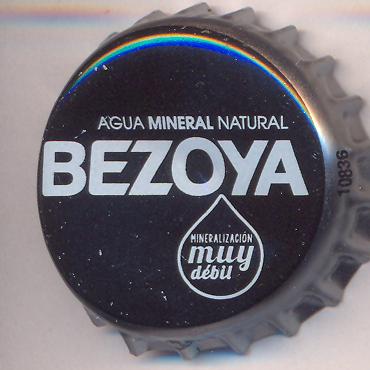 AGUA MINERAL NATURAL
BEZOYA
MINERALIZACIÓN
muy
débil
10836